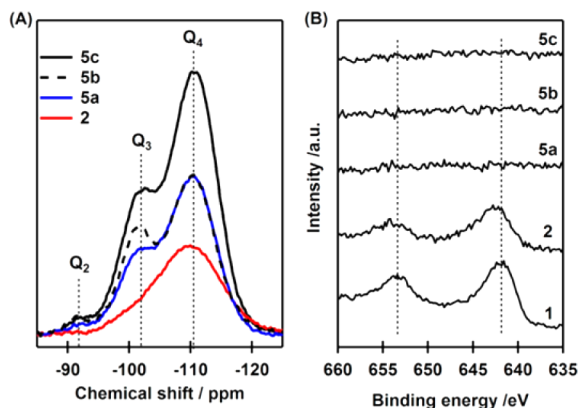 (A)
Q4
5c
5b
5a
2
Q3
Q2
-90 -100 -110 -120
Chemical shift / ppm
(B)
5c
5b
5a
2
1
Intensity /a.u.
660 655 650 645 640 635
Binding energy /eV